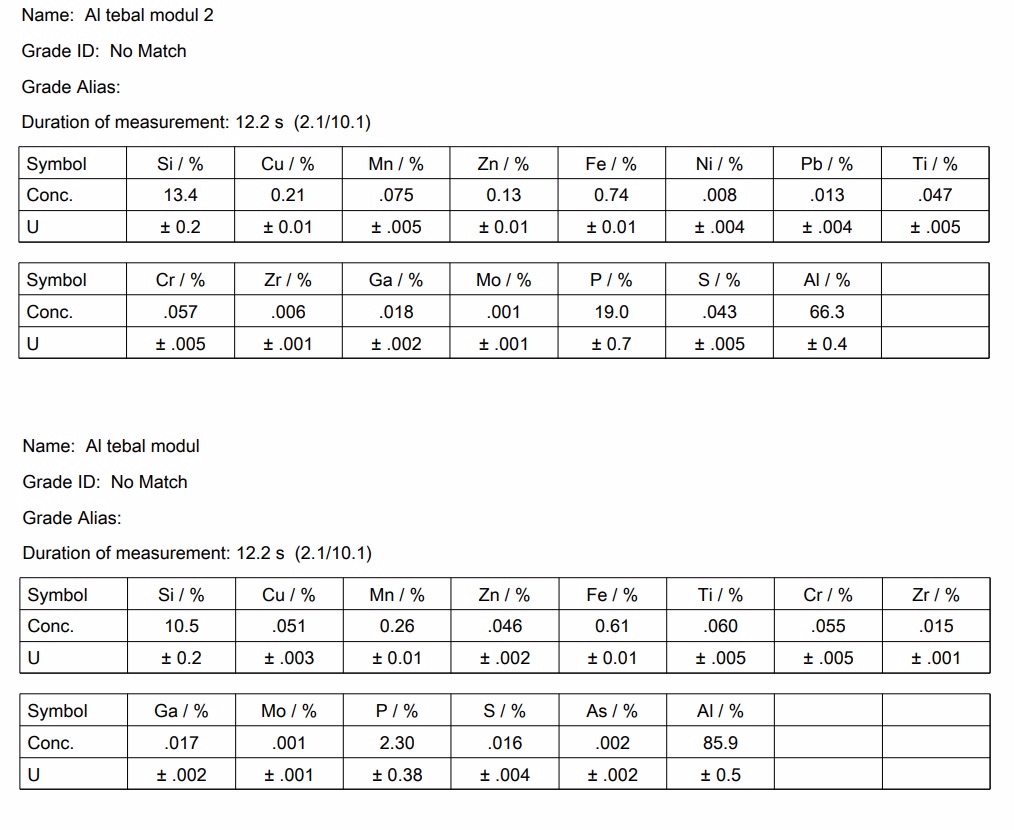 Name: Al tebal modul 2
Grade ID: No Match
Grade Alias:
Duration of measurement: 12.2 s (2.1/10.1)
Symbol Si / % Cu / % Mn / % Zn / % Fe / % Ni / % Pb / % Ti / %
Conc. 13.4 0.21 .075 0.13 0.74 .008 .013 .047
U ± 0.2 ± 0.01 ± .005 ± 0.01 ± 0.01 ± .004 ± .004 ± .005
Symbol Cr / % Zr / % Ga / % Mo / % P / % S / % Al / %
Conc. .057 .006 .018 .001 19.0 .043 66.3
U ± .005 ± .001 ± .002 ± .001 ± 0.7 ± .005 ± 0.4
Name: Al tebal modul
Grade ID: No Match
Grade Alias:
Duration of measurement: 12.2 s (2.1/10.1)
Symbol Si / % Cu / % Mn / % Zn / % Fe / % Ti / % Cr / % Zr / %
Conc. 10.5 .051 0.26 .046 0.61 .060 .055 .015
U ± 0.2 ± .003 ± 0.01 ± .002 ± 0.01 ± .005 ± .005 ± .001
Symbol Ga / % Mo / % P / % S / % As / % Al / %
Conc. .017 .001 2.30 .016 .002 85.9
U ± .002 ± .001 ± 0.38 ± .004 ± .002 ± 0.5